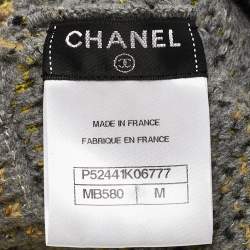 CHANEL
MADE IN FRANCE
FABRIQUE EN FRANCE
P52441K06777
MB580 M